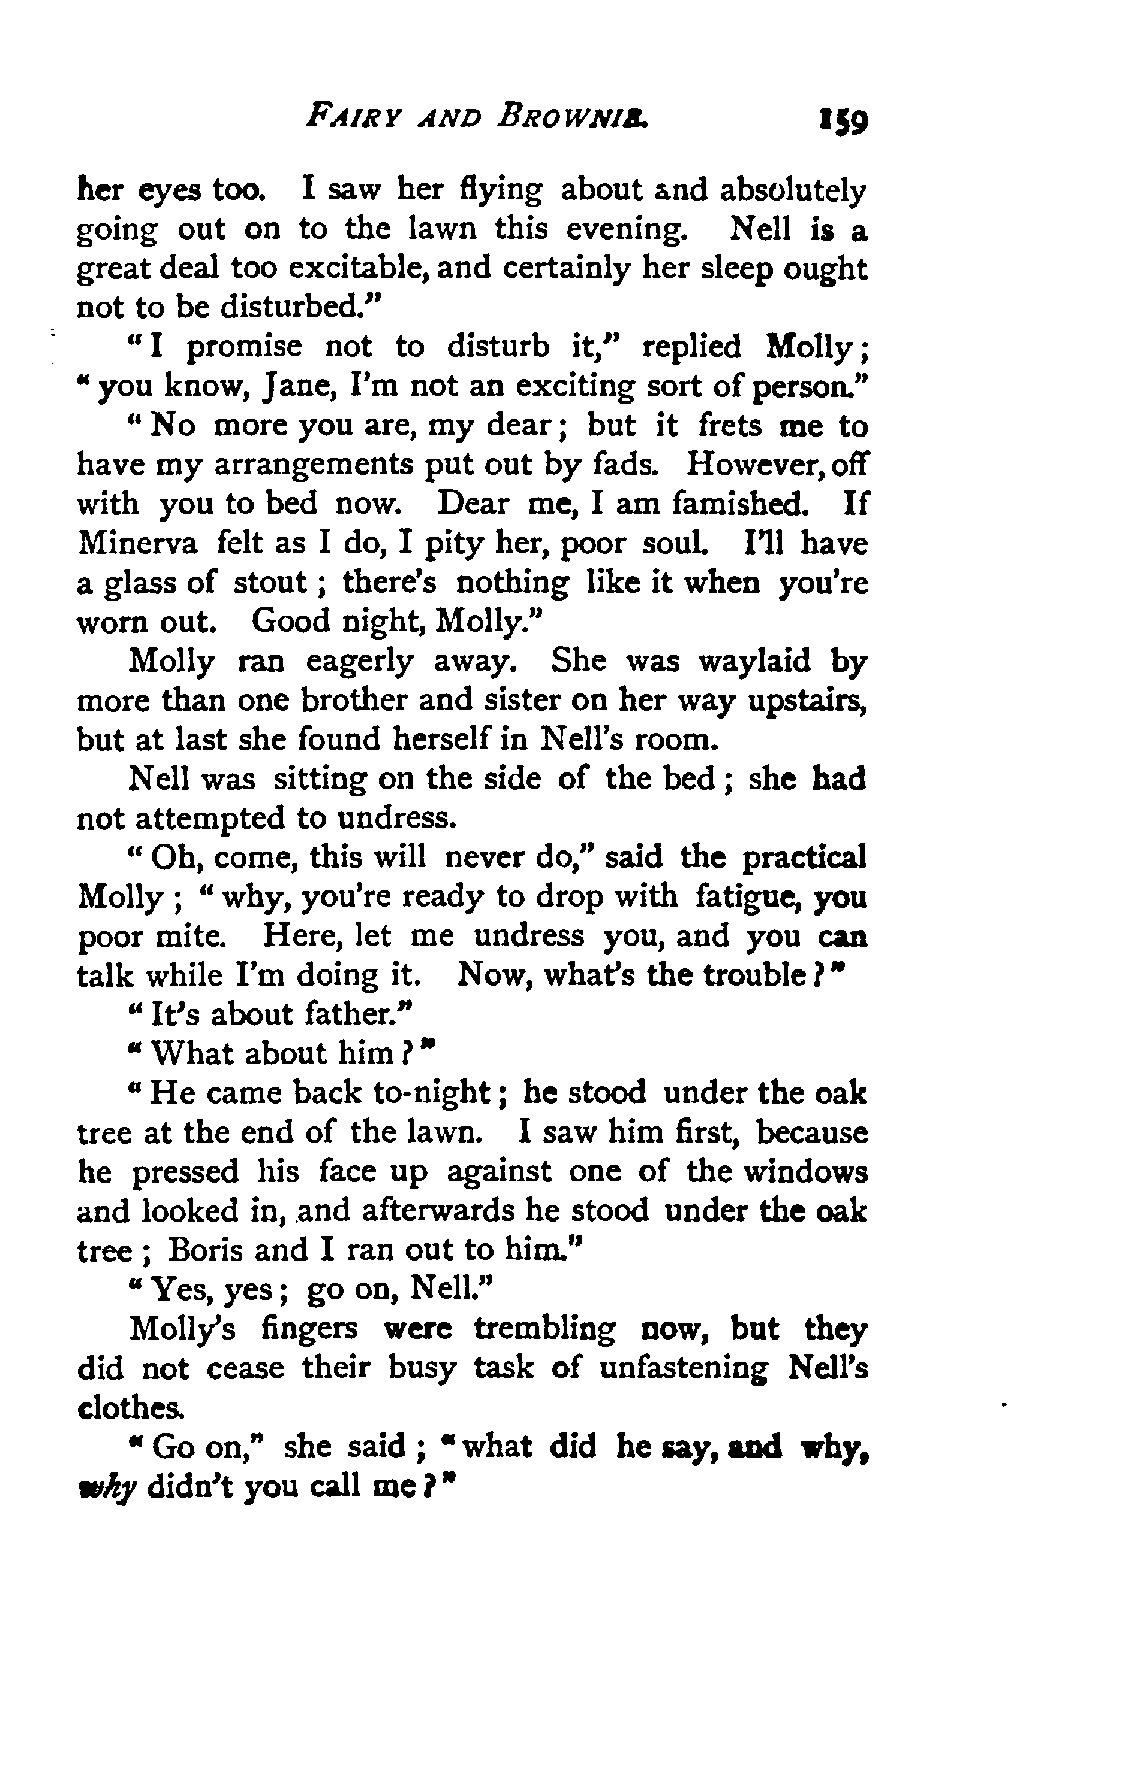 FAIRY AND BROWNIE. 159
her eyes too. I saw her flying about and absolutely
going out on to the lawn this evening. Nell is a
great deal too excitable, and certainly her sleep ought
not to be disturbed."
"I promise not to disturb it," replied Molly;
"you know, Jane, I'm not an exciting sort of person."
"No more you are, my dear; but it frets me to
have my arrangements put out by fads. However, off
with you to bed now. Dear me, I am famished. If
Minerva felt as I do, I pity her, poor soul. I'll have
a glass of stout; there's nothing like it when you're
worn out. Good night, Molly."
Molly ran eagerly away. She was waylaid by
more than one brother and sister on her way upstairs,
but at last she found herself in Nell's room.
Nell was sitting on the side of the bed; she had
not attempted to undress.
"Oh, come, this will never do," said the practical
Molly; "why, you're ready to drop with fatigue, you
poor mite. Here, let me undress you, and you can
talk while I'm doing it. Now, what's the trouble?"
"It's about father."
"What about him?"
"He came back to-night; he stood under the oak
tree at the end of the lawn. I saw him first, because
he pressed his face up against one of the windows
and looked in, and afterwards he stood under the oak
tree; Boris and I ran out to him."
"Yes, yes; go on, Nell."
Molly's fingers were trembling now, but they
did not cease their busy task of unfastening Nell's
clothes.
"Go on," she said; "what did he say, and why,
why didn't you call me?"